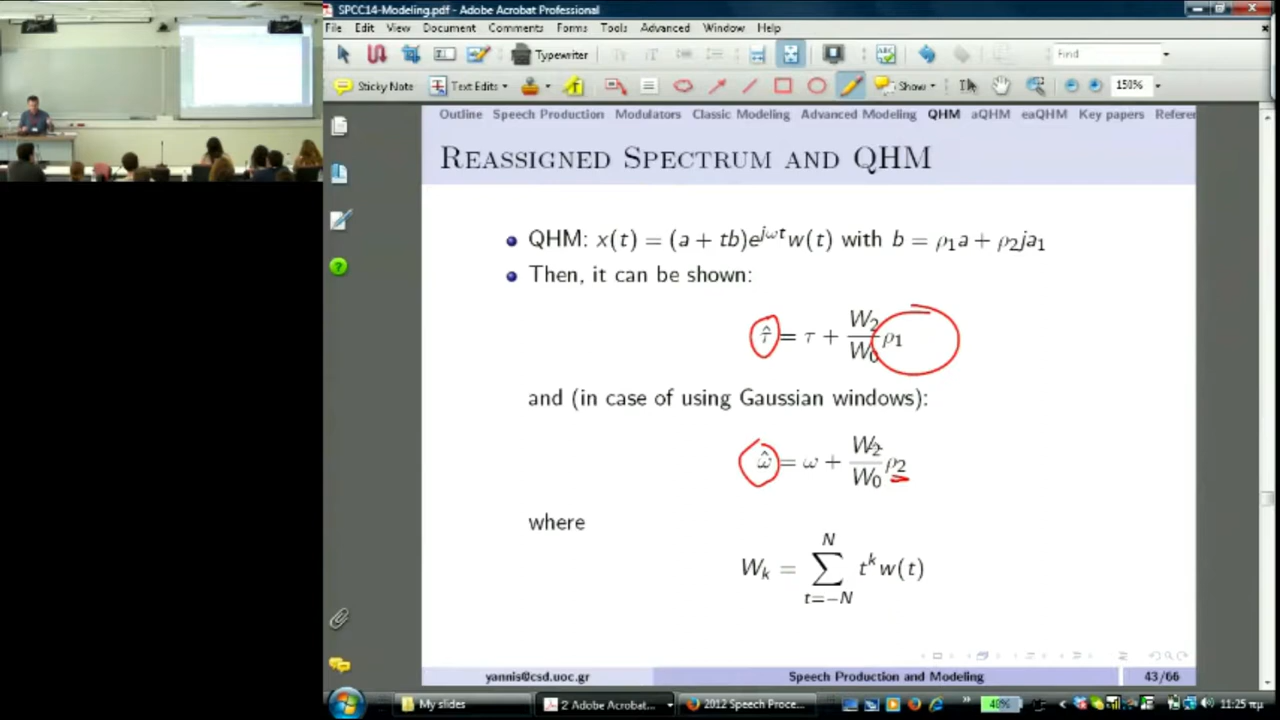 SPCC14-Modeling.pdf - Adobe Acrobat Professional
File Edit View Document Comments Forms Tools Advanced Window Help
Typewriter Find
Sticky Note Text Edits Show 150%
Outline Speech Production Modulators Classic Modeling Advanced Modeling QHM aQHM eaQHM Key papers Referen
REASSIGNED SPECTRUM AND QHM
QHM: x(t) = (a + tb)e^{jωt}w(t) with b = ρ₁a + ρ₂ja₁
Then, it can be shown:
τ̂ = τ + W₂/W₀ ρ₁
and (in case of using Gaussian windows):
ω̂ = ω + W₂/W₀ ρ₂
where
W_k = ∑_{t=−N}^{N} t^k w(t)
yannis@csd.uoc.gr Speech Production and Modeling 43/66
My slides 2 Adobe Acrobat... 2012 Speech Proce... 40% 11:25 πμ